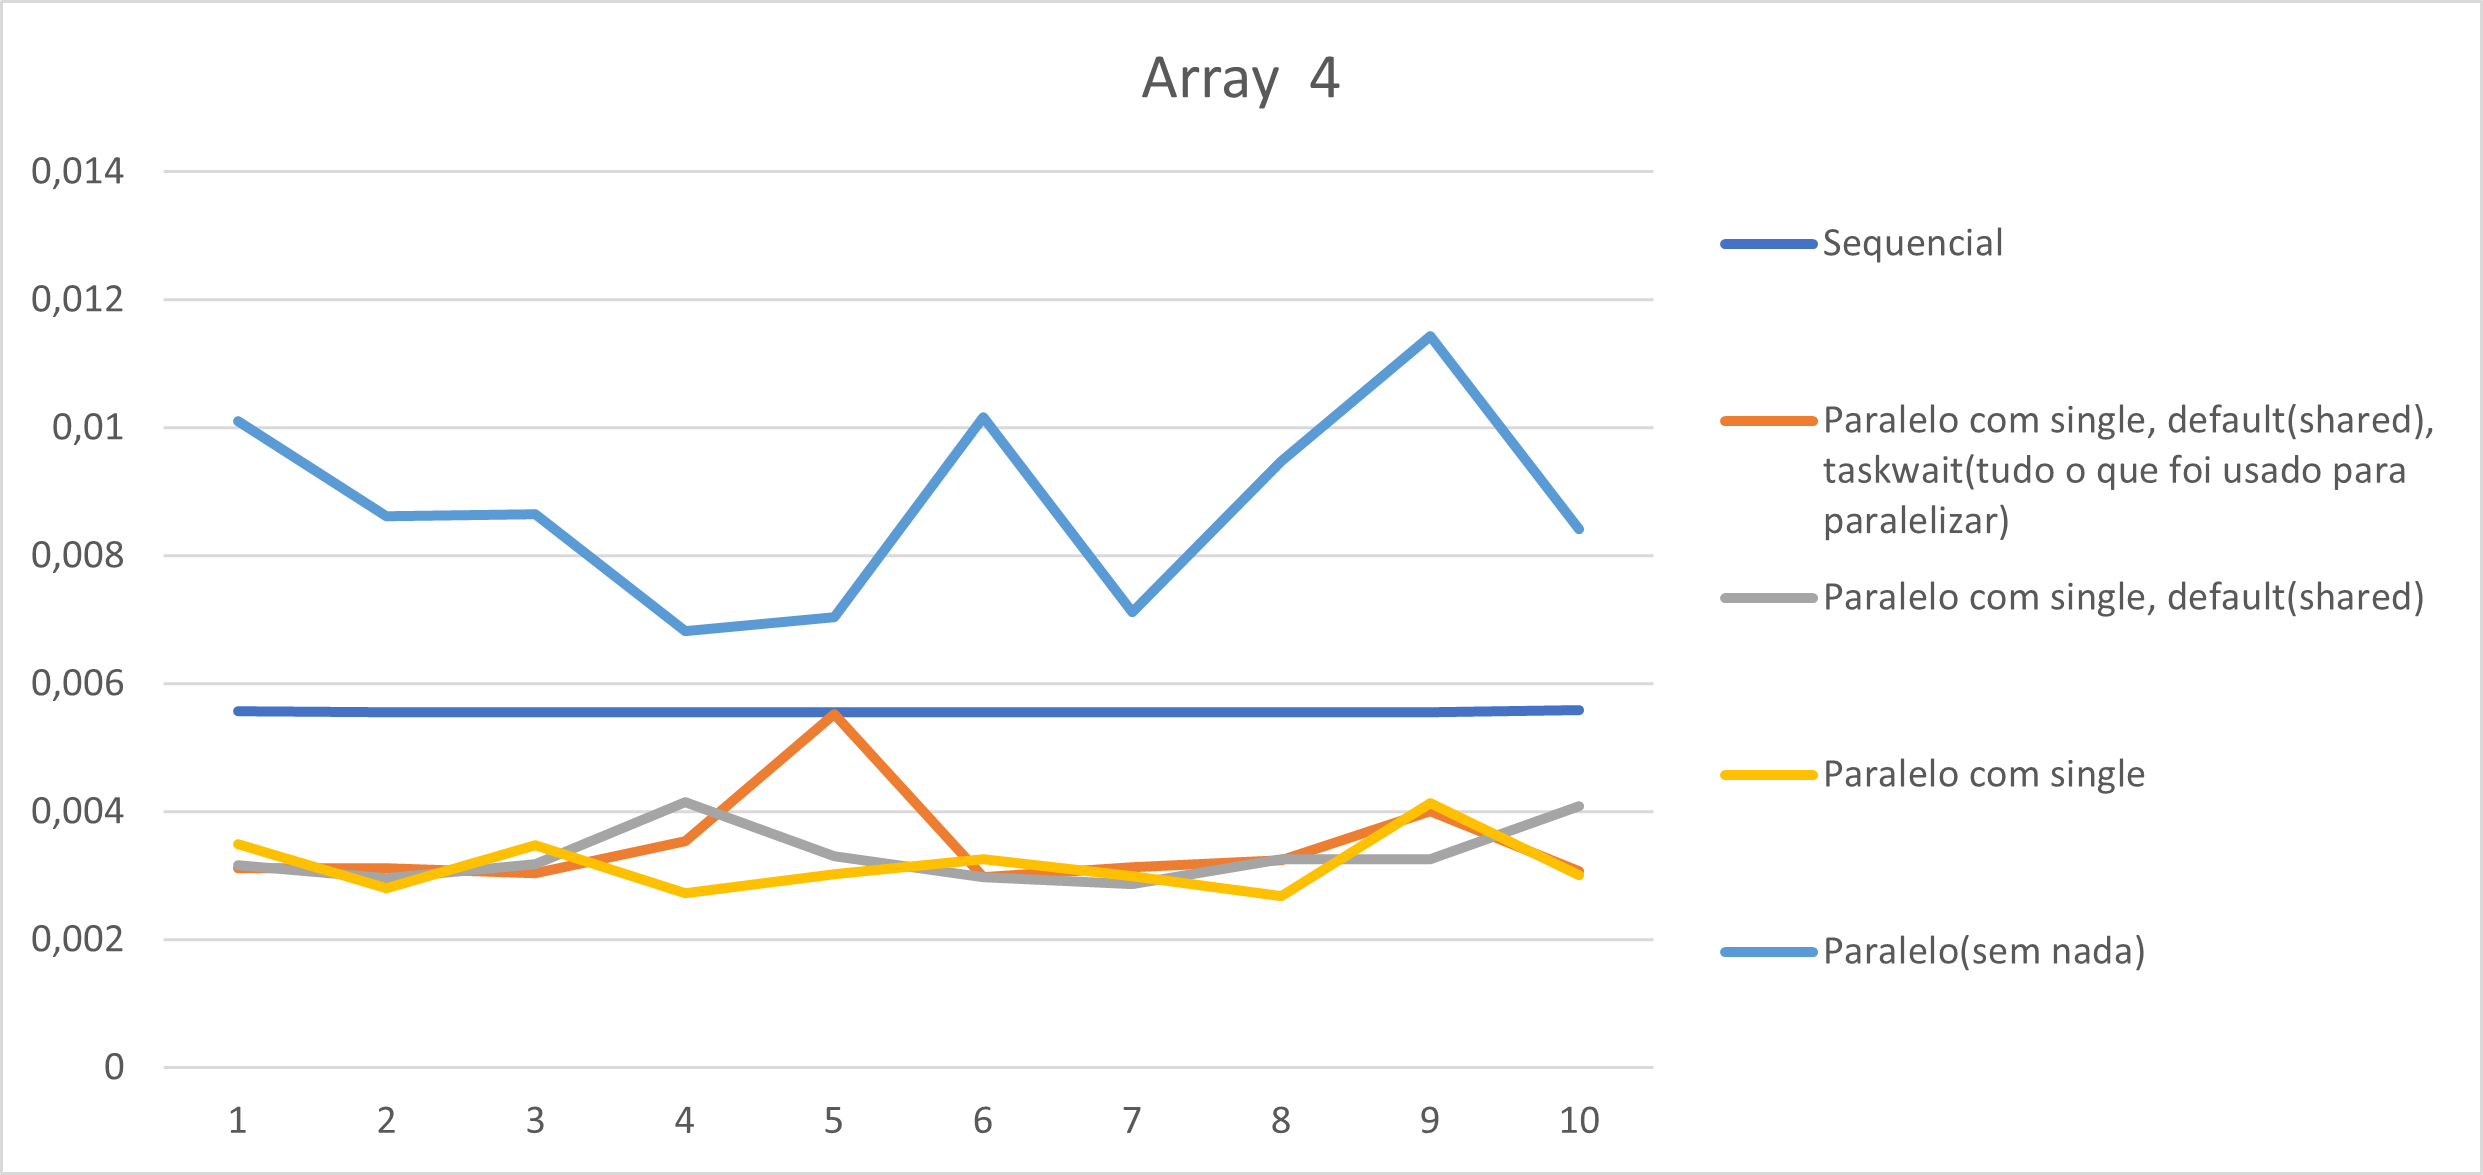 Array 4
0,014
0,012
0,01
0,008
0,006
0,004
0,002
0
1 2 3 4 5 6 7 8 9 10
Sequencial
Paralelo com single, default(shared),
taskwait(tudo o que foi usado para
paralelizar)
Paralelo com single, default(shared)
Paralelo com single
Paralelo(sem nada)